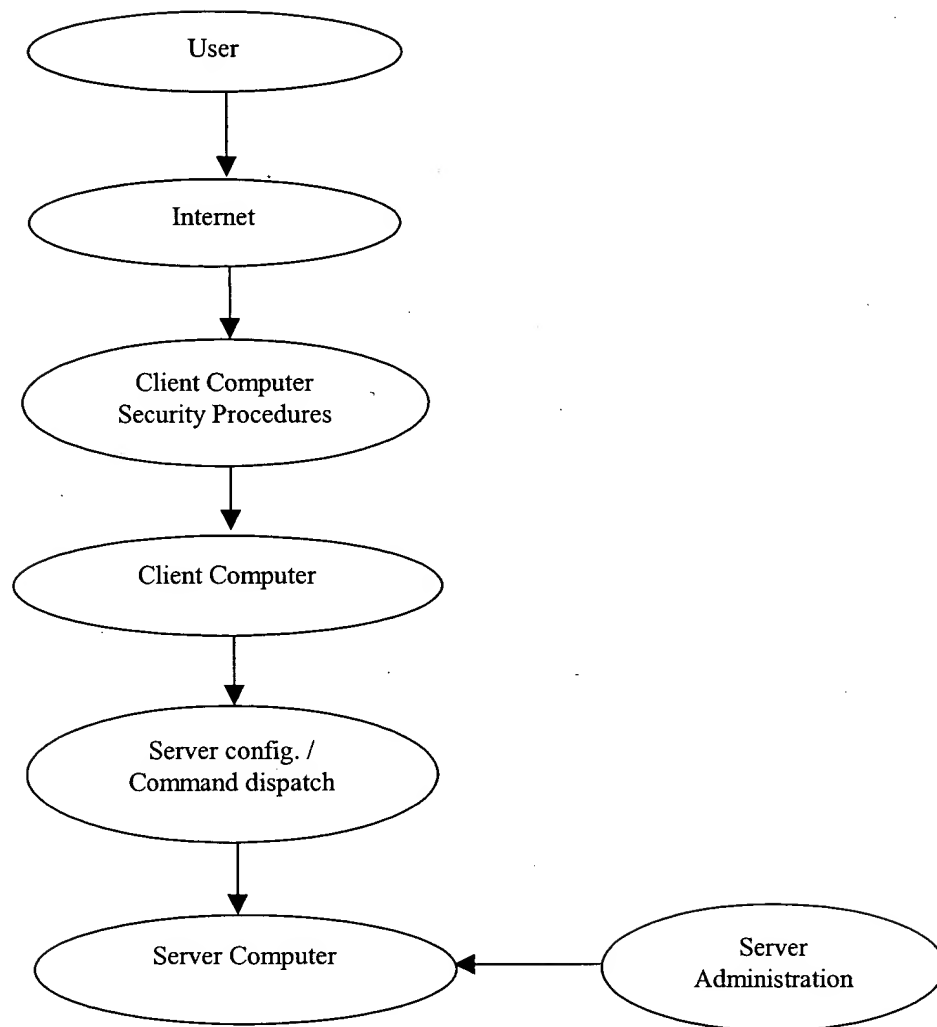 User
Internet
Client Computer
Security Procedures
Client Computer
Server config. /
Command dispatch
Server Computer
Server
Administration